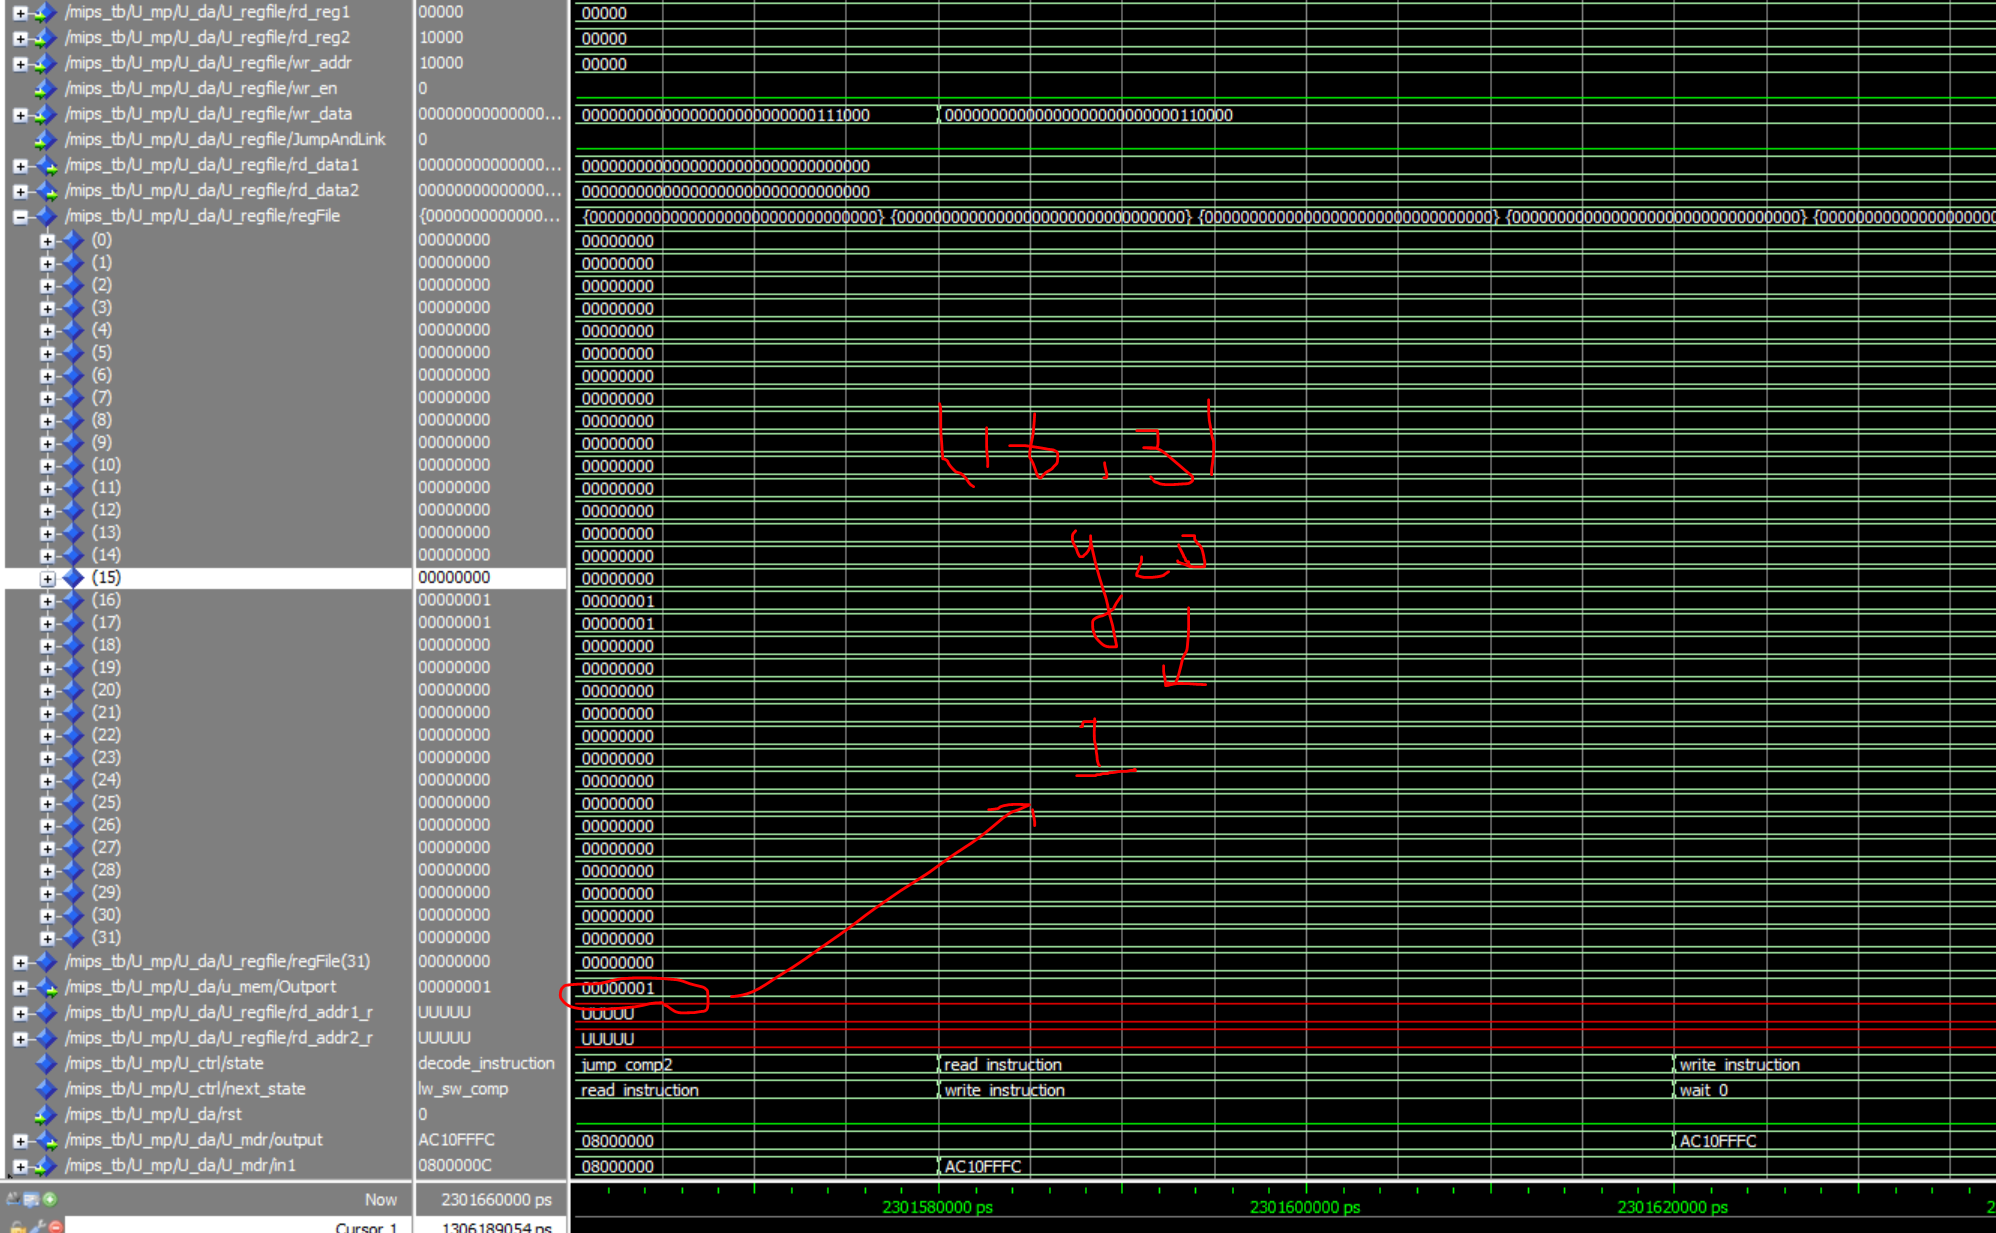 /mips_tb/U_mp/U_da/U_regfile/rd_reg1 00000 00000
/mips_tb/U_mp/U_da/U_regfile/rd_reg2 10000 00000
/mips_tb/U_mp/U_da/U_regfile/wr_addr 10000 00000
/mips_tb/U_mp/U_da/U_regfile/wr_en 0
/mips_tb/U_mp/U_da/U_regfile/wr_data 00000000000000... 00000000000000000000000000111000 00000000000000000000000000110000
/mips_tb/U_mp/U_da/U_regfile/JumpAndLink 0
/mips_tb/U_mp/U_da/U_regfile/rd_data1 00000000000000... 00000000000000000000000000000000
/mips_tb/U_mp/U_da/U_regfile/rd_data2 00000000000000... 00000000000000000000000000000000
/mips_tb/U_mp/U_da/U_regfile/regFile {0000000000000... {00000000000000000000000000000000} {00000000000000000000000000000000} {00000000000000000000000000000000} {00000000000000000000000000000000} {00000000000000000000
(0) 00000000 00000000
(1) 00000000 00000000
(2) 00000000 00000000
(3) 00000000 00000000
(4) 00000000 00000000
(5) 00000000 00000000
(6) 00000000 00000000
(7) 00000000 00000000
(8) 00000000 00000000
(9) 00000000 00000000
(10) 00000000 00000000
(11) 00000000 00000000
(12) 00000000 00000000
(13) 00000000 00000000
(14) 00000000 00000000
(15) 00000000 00000000
(16) 00000001 00000001
(17) 00000001 00000001
(18) 00000000 00000000
(19) 00000000 00000000
(20) 00000000 00000000
(21) 00000000 00000000
(22) 00000000 00000000
(23) 00000000 00000000
(24) 00000000 00000000
(25) 00000000 00000000
(26) 00000000 00000000
(27) 00000000 00000000
(28) 00000000 00000000
(29) 00000000 00000000
(30) 00000000 00000000
(31) 00000000 00000000
/mips_tb/U_mp/U_da/U_regfile/regFile(31) 00000000 00000000
/mips_tb/U_mp/U_da/u_mem/Outport 00000001 00000001
/mips_tb/U_mp/U_da/U_regfile/rd_addr1_r UUUUU UUUUU
/mips_tb/U_mp/U_da/U_regfile/rd_addr2_r UUUUU UUUUU
/mips_tb/U_mp/U_ctrl/state decode_instruction jump_comp2 read_instruction write_instruction
/mips_tb/U_mp/U_ctrl/next_state lw_sw_comp read_instruction write_instruction wait_0
/mips_tb/U_mp/U_da/rst 0
/mips_tb/U_mp/U_da/U_mdr/output AC10FFFC 08000000 AC10FFFC
/mips_tb/U_mp/U_da/U_mdr/in1 0800000C 08000000 AC10FFFC
Now 2301660000 ps 2301580000 ps 2301600000 ps 2301620000 ps 2
Cursor 1 1306189054 ps